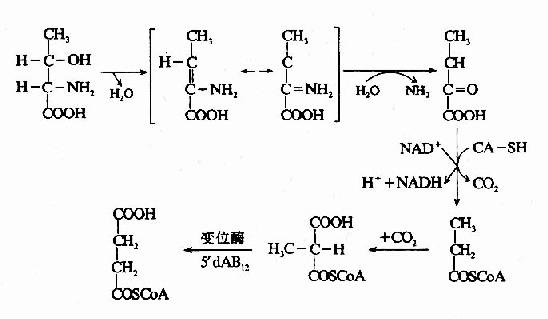 CH₃
H-C-OH
H-C-NH₂
COOH
H₂O
CH₃
H-C
C-NH₂
COOH
CH₃
C
C=NH₂
COOH
H₂O
NH₃
CH₃
CH
C=O
COOH
NAD⁺
CA-SH
H⁺+NADH
CO₂
CH₃
CH₂
COSCoA
+CO₂
COOH
H₃C-C-H
COSCoA
变位酶
5'dAB₁₂
COOH
CH₂
CH₂
COSCoA